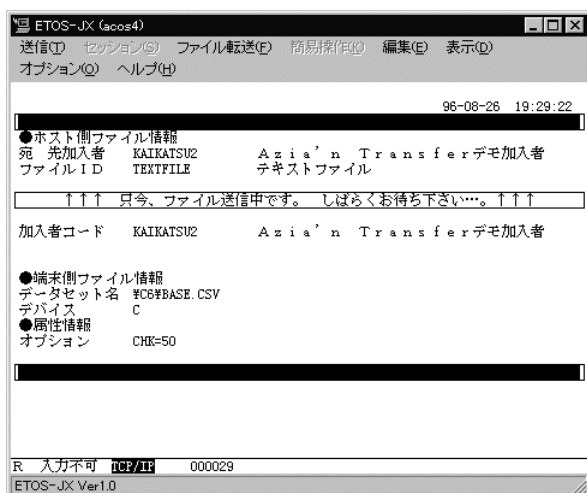 ETOS-JX (acos4)
送信(T) セッション(S) ファイル転送(F) 簡易操作(K) 編集(E) 表示(D)
オプション(O) ヘルプ(H)
96-08-26 19:29:22
●ホスト側ファイル情報
宛 先加入者 KAIKATSU2 Ａｚｉａ’ｎ Ｔｒａｎｓｆｅｒデモ加入者
ファイルＩＤ TEXTFILE テキストファイル
↑↑↑ 只今、ファイル送信中です。 しばらくお待ち下さい…。↑↑↑
加入者コード KAIKATSU2 Ａｚｉａ’ｎ Ｔｒａｎｓｆｅｒデモ加入者
●端末側ファイル情報
データセット名 ¥C6¥BASE.CSV
デバイス C
●属性情報
オプション CHK=50
R 入力不可 TCP/IP 000029
ETOS-JX Ver1.0